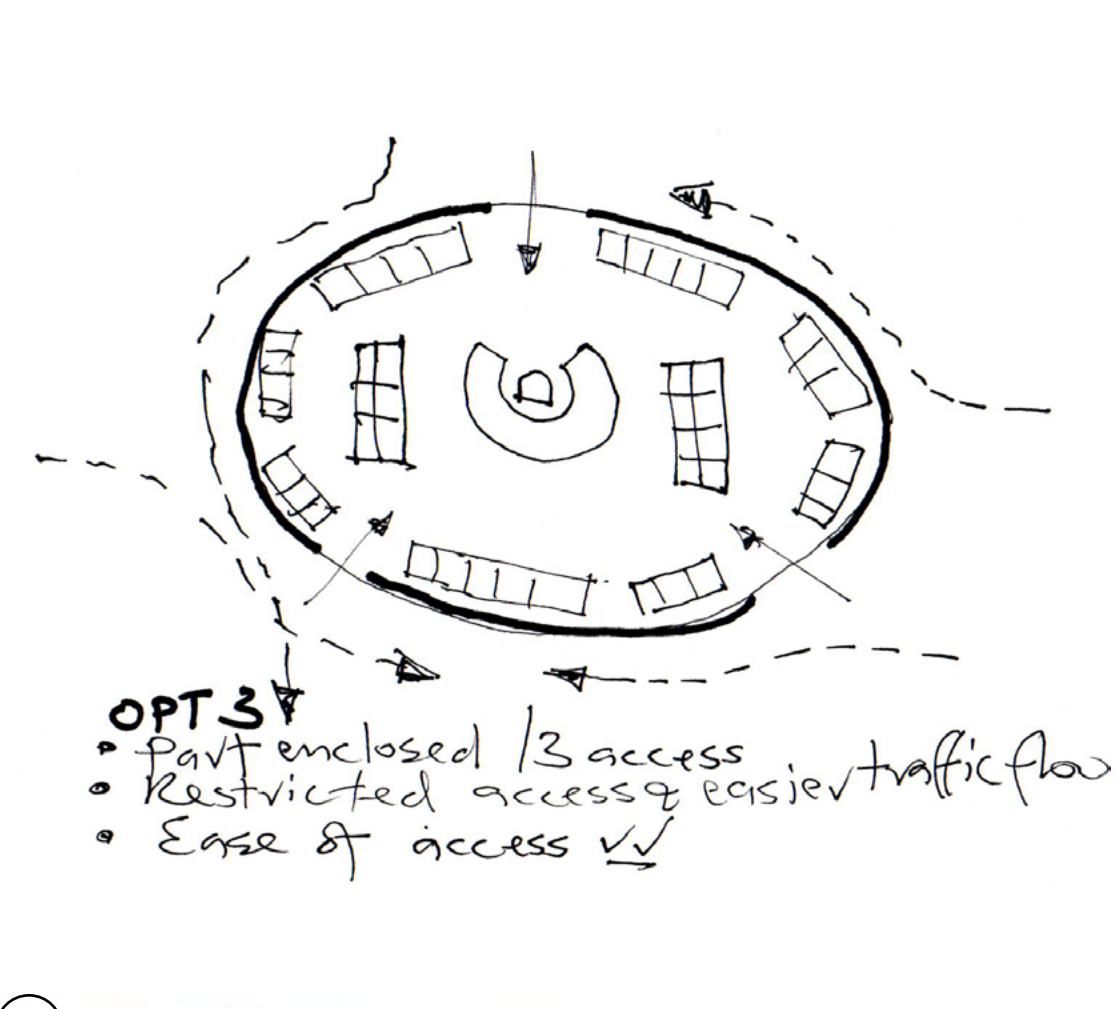 OPT 3
• Part enclosed /3 access
• Restricted access & easier traffic flow
• Ease of access ✓✓